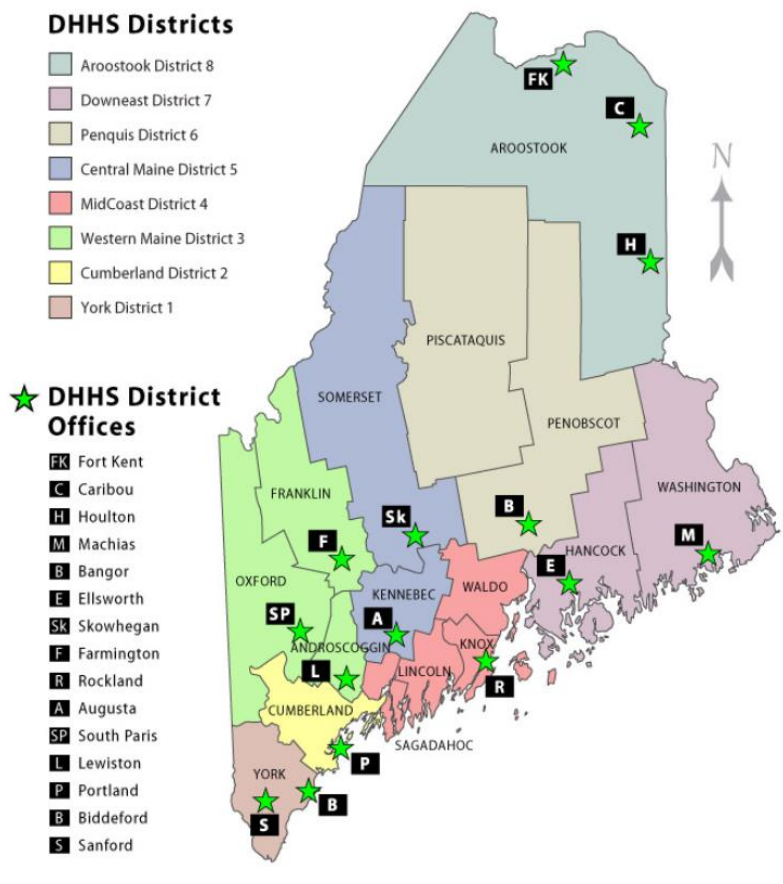 DHHS Districts
Aroostook District 8
Downeast District 7
Penquis District 6
Central Maine District 5
MidCoast District 4
Western Maine District 3
Cumberland District 2
York District 1
DHHS District
Offices
FK Fort Kent
C Caribou
H Houlton
M Machias
B Bangor
E Ellsworth
Sk Skowhegan
F Farmington
R Rockland
A Augusta
SP South Paris
L Lewiston
P Portland
B Biddeford
S Sanford
FK
C
AROOSTOOK
N
H
PISCATAQUIS
SOMERSET
PENOBSCOT
FRANKLIN
WASHINGTON
Sk
B
F
M
HANCOCK
E
OXFORD
KENNEBEC
WALDO
SP
A
ANDROSCOGGIN
KNOX
L
LINCOLN
R
CUMBERLAND
SAGADAHOC
P
YORK
B
S